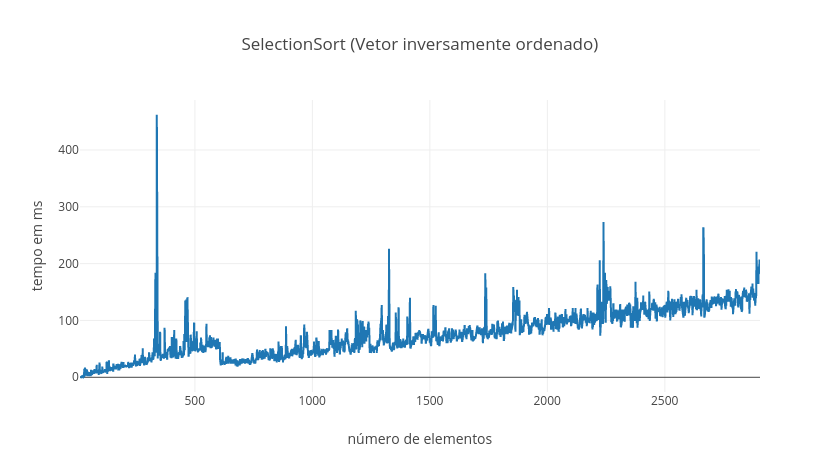 SelectionSort (Vetor inversamente ordenado)
tempo em ms
400
300
200
100
0
500 1000 1500 2000 2500
número de elementos